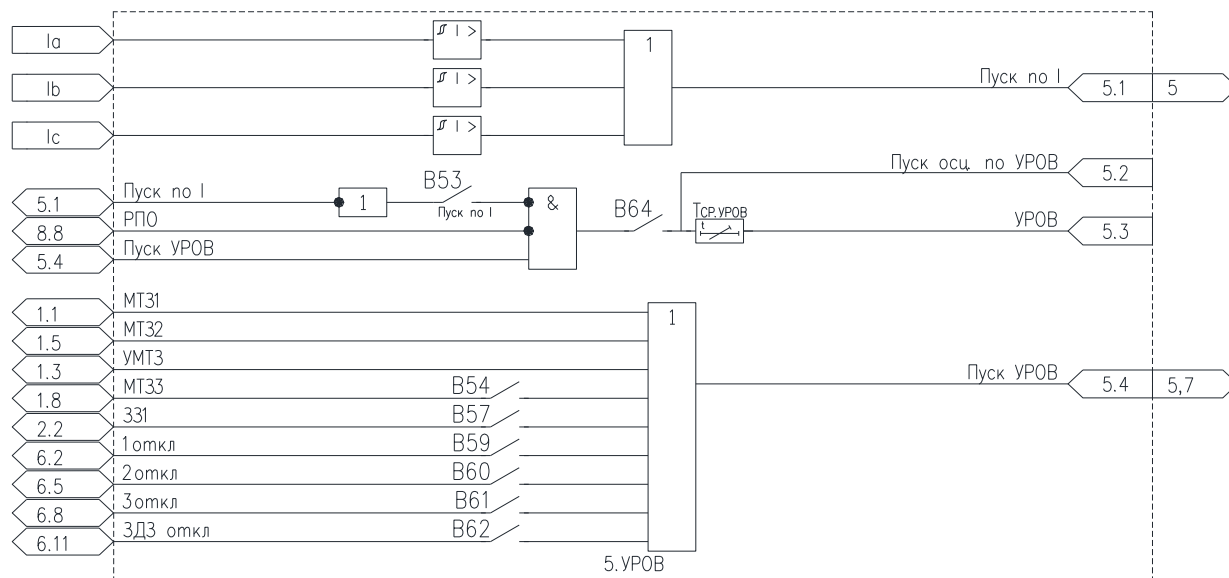 Ia
I >
1
Пуск по I
5.1
5
Ib
I >
Ic
I >
Пуск осц. по УРОВ
5.2
5.1
Пуск по I
1
В53
Пуск по I
&
В64
Tср.уров
t
УРОВ
5.3
8.8
РПО
5.4
Пуск УРОВ
1.1
МТЗ1
1
1.5
МТЗ2
1.3
УМТЗ
Пуск УРОВ
5.4
5,7
1.8
МТЗ3
В54
2.2
ЗЗ1
В57
6.2
1откл
В59
6.5
2откл
В60
6.8
3откл
В61
6.11
ЗДЗ откл
В62
5.УРОВ